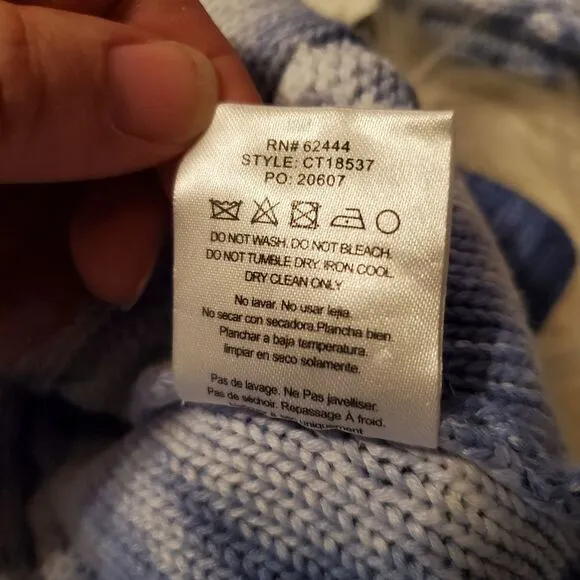 RN# 62444
STYLE: CT18537
PO: 20607
DO NOT WASH. DO NOT BLEACH.
DO NOT TUMBLE DRY. IRON COOL.
DRY CLEAN ONLY
No lavar. No usar lejia.
No secar con secadora.Plancha bien.
Planchar a baja temperatura.
limpiar en seco solamente.
Pas de lavage. Ne Pas javelliser.
Pas de séchoir. Repassage À froid.
à sec uniquement